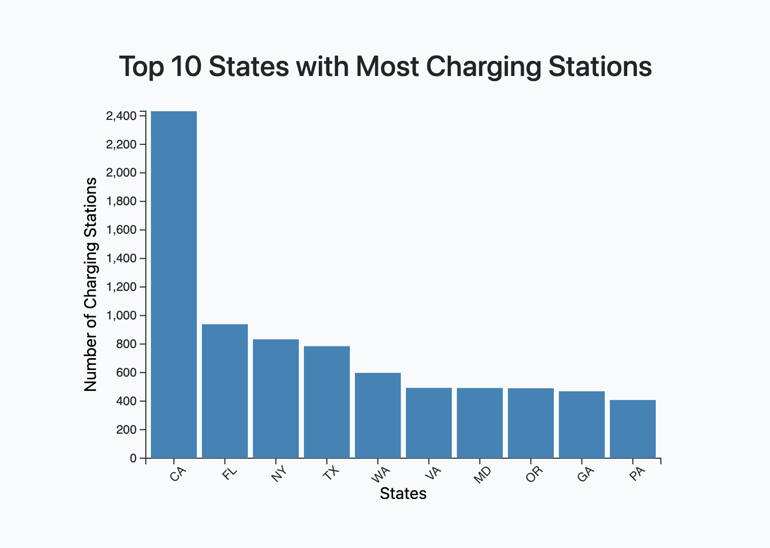 Top 10 States with Most Charging Stations
Number of Charging Stations
2,400
2,200
2,000
1,800
1,600
1,400
1,200
1,000
800
600
400
200
0
CA
FL
NY
TX
WA
VA
MD
OR
GA
PA
States